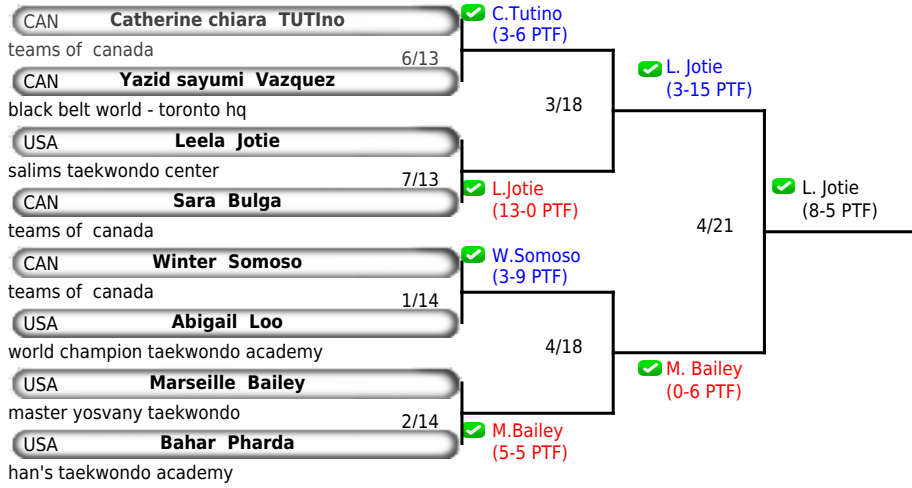 CAN Catherine chiara TUTIno
teams of canada
6/13
CAN Yazid sayumi Vazquez
black belt world - toronto hq
USA Leela Jotie
salims taekwondo center
7/13
CAN Sara Bulga
teams of canada
CAN Winter Somoso
teams of canada
1/14
USA Abigail Loo
world champion taekwondo academy
USA Marseille Bailey
master yosvany taekwondo
2/14
USA Bahar Pharda
han's taekwondo academy
C.Tutino
(3-6 PTF)
3/18
L.Jotie
(13-0 PTF)
W.Somoso
(3-9 PTF)
4/18
M.Bailey
(5-5 PTF)
L. Jotie
(3-15 PTF)
4/21
M. Bailey
(0-6 PTF)
L. Jotie
(8-5 PTF)